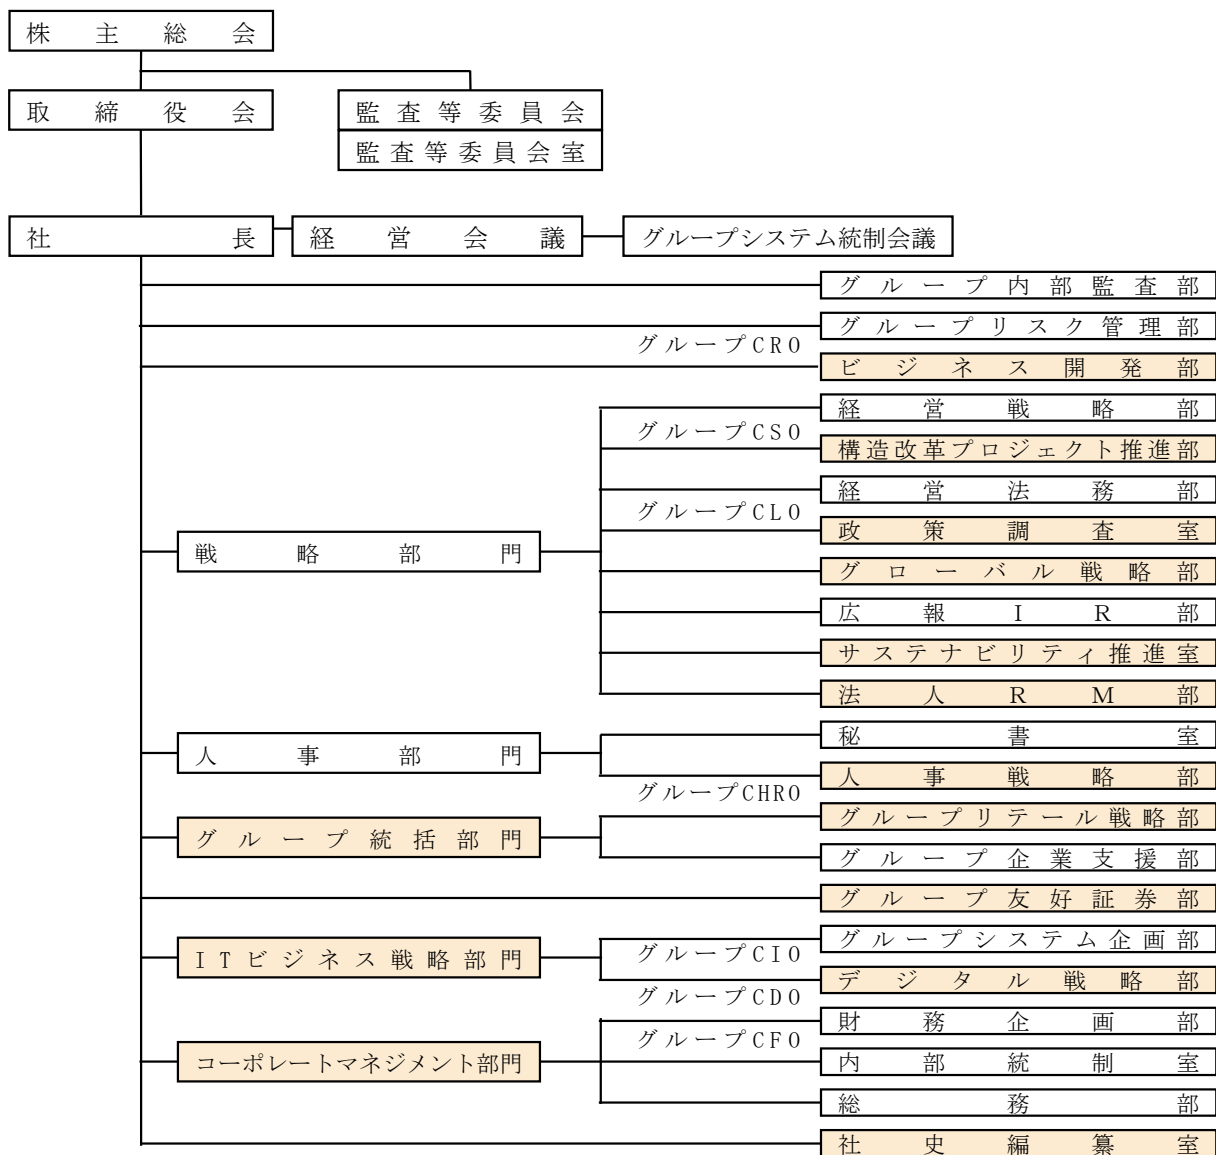 株主総会
取締役会
監査等委員会
監査等委員会室
社長
経営会議
グループシステム統制会議
グループ内部監査部
グループリスク管理部
グループCRO
ビジネス開発部
経営戦略部
グループCSO
構造改革プロジェクト推進部
経営法務部
グループCLO
政策調査室
戦略部門
グローバル戦略部
広報IR部
サステナビリティ推進室
法人RM部
秘書室
人事部門
人事戦略部
グループCHRO
グループリテール戦略部
グループ統括部門
グループ企業支援部
グループ友好証券部
グループシステム企画部
グループCIO
ITビジネス戦略部門
デジタル戦略部
グループCDO
財務企画部
グループCFO
コーポレートマネジメント部門
内部統制室
総務部
社史編纂室